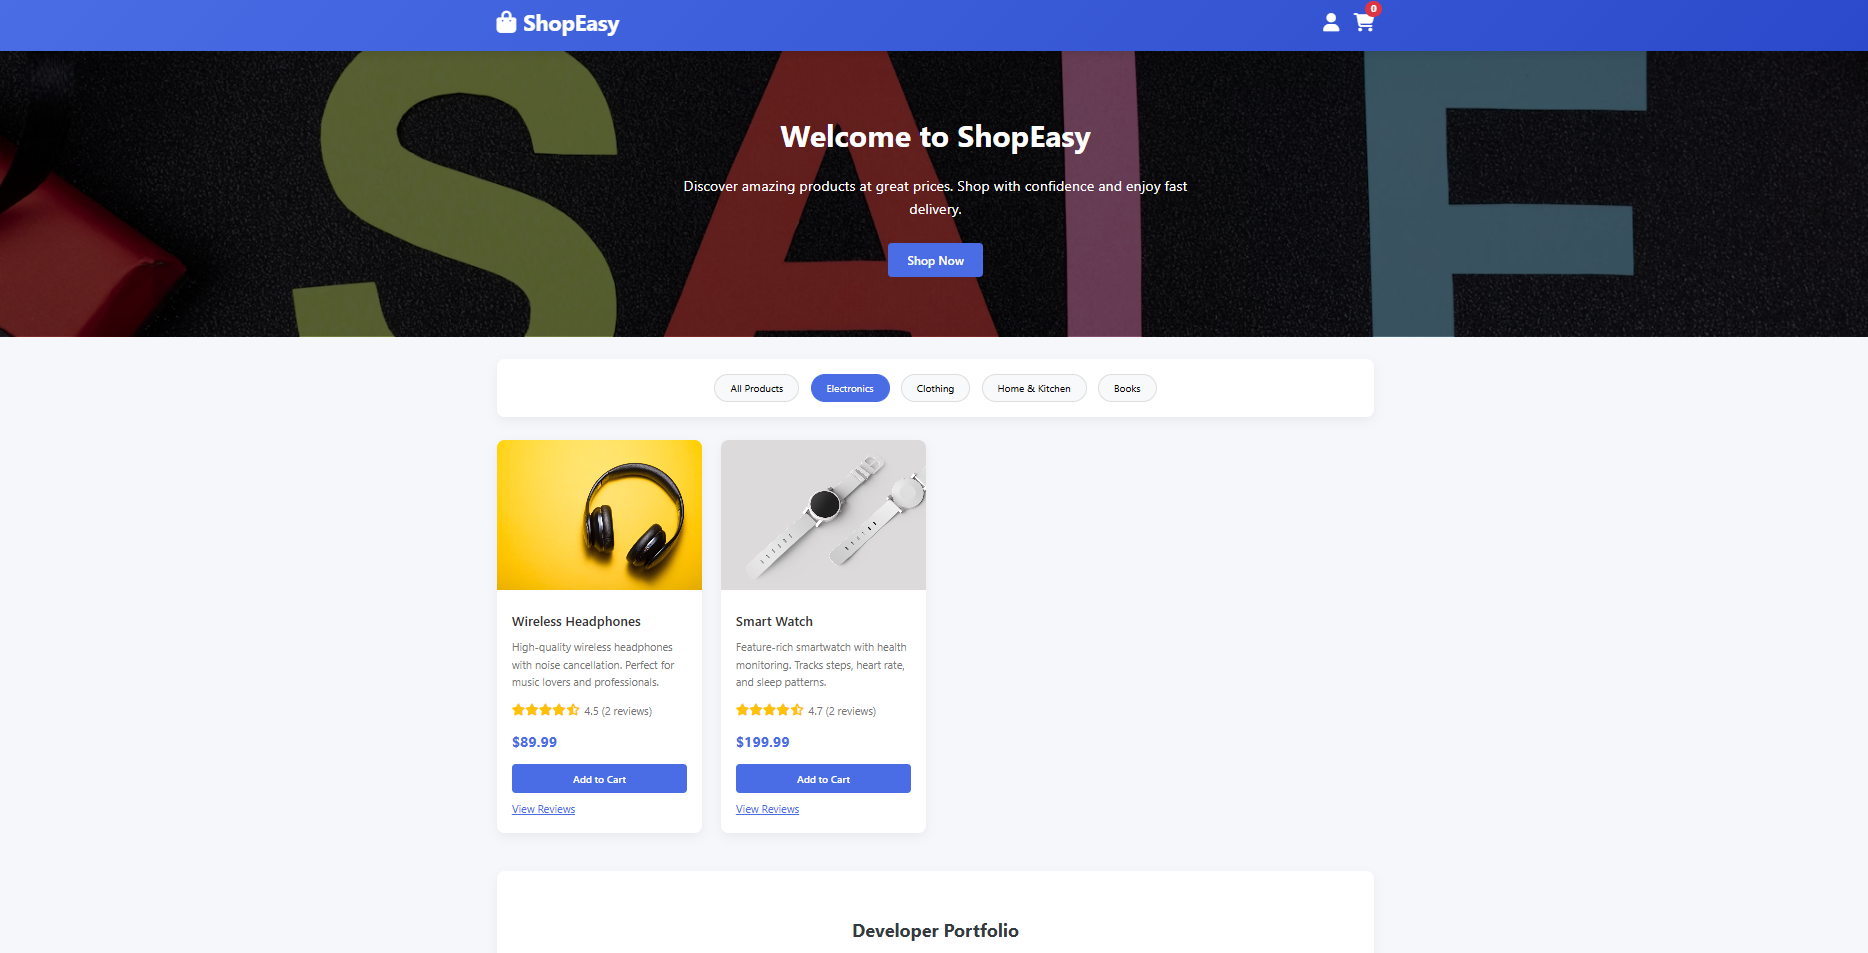 ShopEasy
0
SALE
Welcome to ShopEasy
Discover amazing products at great prices. Shop with confidence and enjoy fast
delivery.
Shop Now
All Products
Electronics
Clothing
Home & Kitchen
Books
Wireless Headphones
High-quality wireless headphones
with noise cancellation. Perfect for
music lovers and professionals.
4.5 (2 reviews)
$89.99
Add to Cart
View Reviews
Smart Watch
Feature-rich smartwatch with health
monitoring. Tracks steps, heart rate,
and sleep patterns.
4.7 (2 reviews)
$199.99
Add to Cart
View Reviews
Developer Portfolio